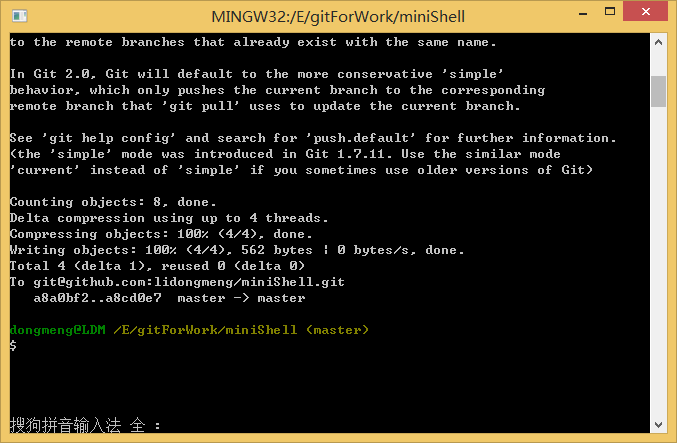 MINGW32:/E/gitForWork/miniShell
to the remote branches that already exist with the same name.
In Git 2.0, Git will default to the more conservative 'simple'
behavior, which only pushes the current branch to the corresponding
remote branch that 'git pull' uses to update the current branch.
See 'git help config' and search for 'push.default' for further information.
(the 'simple' mode was introduced in Git 1.7.11. Use the similar mode
'current' instead of 'simple' if you sometimes use older versions of Git)
Counting objects: 8, done.
Delta compression using up to 4 threads.
Compressing objects: 100% (4/4), done.
Writing objects: 100% (4/4), 562 bytes ¦ 0 bytes/s, done.
Total 4 (delta 1), reused 0 (delta 0)
To git@github.com:lidongmeng/miniShell.git
a8a0bf2..a8cd0e7  master -> master
dongmeng@LDM /E/gitForWork/miniShell (master)
$
搜狗拼音输入法 全 :